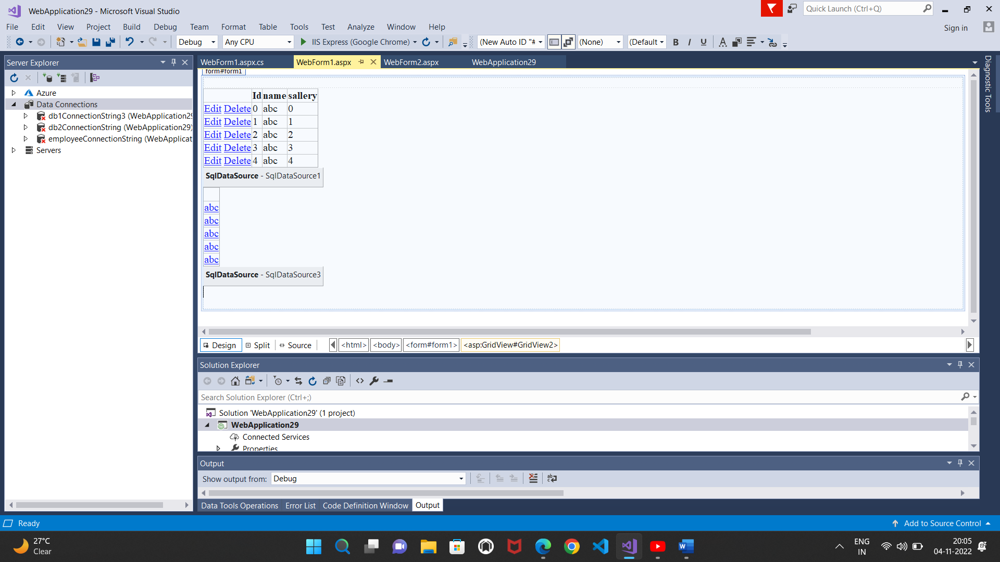 WebApplication29 - Microsoft Visual Studio
Quick Launch (Ctrl+Q)
File Edit View Project Build Debug Team Format Table Tools Test Analyze Window Help
Sign in
Debug Any CPU IIS Express (Google Chrome) (New Auto ID "# (None) (Default B I U A
Server Explorer
WebForm1.aspx.cs WebForm1.aspx WebForm2.aspx WebApplication29
Diagnostic Tools
Azure
Data Connections
db1ConnectionString3 (WebApplication29
db2ConnectionString (WebApplication29)
employeeConnectionString (WebApplicat
Servers
form#form1
Id name sallery
Edit Delete 0 abc 0
Edit Delete 1 abc 1
Edit Delete 2 abc 2
Edit Delete 3 abc 3
Edit Delete 4 abc 4
SqlDataSource - SqlDataSource1
abc
abc
abc
abc
abc
SqlDataSource - SqlDataSource3
Design Split Source <html> <body> <form#form1> <asp:GridView#GridView2>
Solution Explorer
Search Solution Explorer (Ctrl+;)
Solution 'WebApplication29' (1 project)
WebApplication29
Connected Services
Properties
Output
Show output from: Debug
Data Tools Operations Error List Code Definition Window Output
Ready
Add to Source Control
27°C
Clear
ENG
IN
20:05
04-11-2022